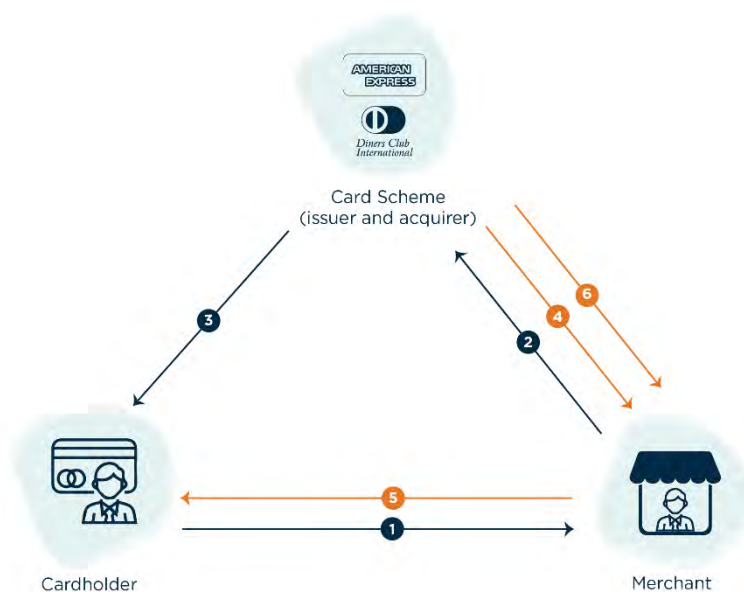 AMERICAN
EXPRESS
Diners Club
International
Card Scheme
(issuer and acquirer)
6
3
4
2
5
1
Cardholder
Merchant